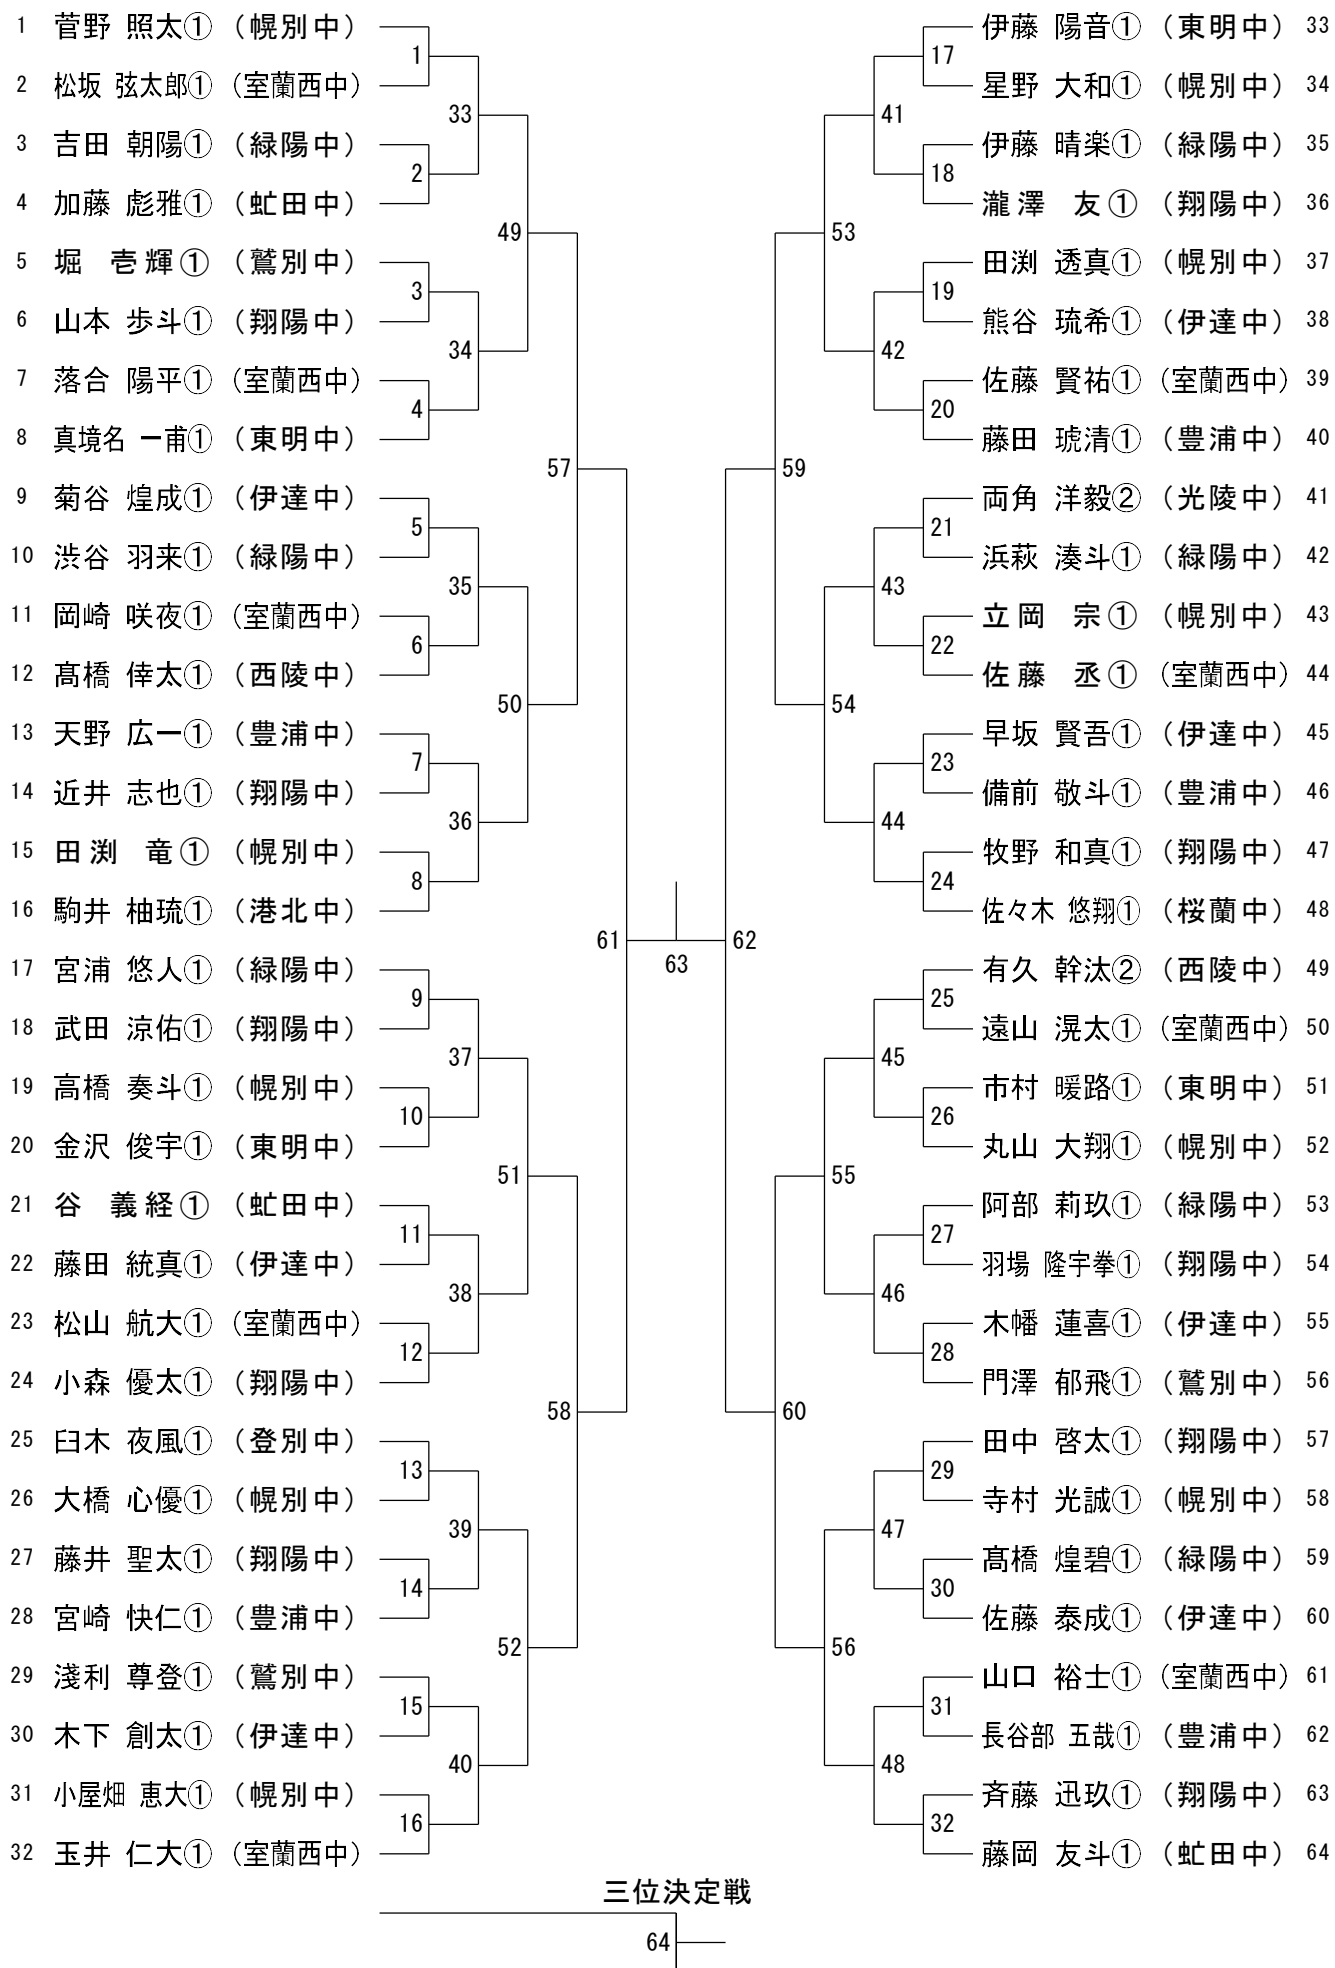 1 菅野 照太① (幌別中)
2 松坂 弦太郎① (室蘭西中)
3 吉田 朝陽① (緑陽中)
4 加藤 彪雅① (虻田中)
5 堀 壱輝① (鷲別中)
6 山本 歩斗① (翔陽中)
7 落合 陽平① (室蘭西中)
8 真境名 一甫① (東明中)
9 菊谷 煌成① (伊達中)
10 渋谷 羽来① (緑陽中)
11 岡崎 咲夜① (室蘭西中)
12 髙橋 倖太① (西陵中)
13 天野 広一① (豊浦中)
14 近井 志也① (翔陽中)
15 田渕 竜① (幌別中)
16 駒井 柚琉① (港北中)
17 宮浦 悠人① (緑陽中)
18 武田 涼佑① (翔陽中)
19 高橋 奏斗① (幌別中)
20 金沢 俊宇① (東明中)
21 谷 義経① (虻田中)
22 藤田 統真① (伊達中)
23 松山 航大① (室蘭西中)
24 小森 優太① (翔陽中)
25 臼木 夜風① (登別中)
26 大橋 心優① (幌別中)
27 藤井 聖太① (翔陽中)
28 宮崎 快仁① (豊浦中)
29 淺利 尊登① (鷲別中)
30 木下 創太① (伊達中)
31 小屋畑 恵大① (幌別中)
32 玉井 仁大① (室蘭西中)
1
2
3
4
5
6
7
8
9
10
11
12
13
14
15
16
33
34
35
36
37
38
39
40
49
50
51
52
57
58
61
63
62
59
60
53
54
55
56
41
42
43
44
45
46
47
48
17
18
19
20
21
22
23
24
25
26
27
28
29
30
31
32
伊藤 陽音① (東明中) 33
星野 大和① (幌別中) 34
伊藤 晴楽① (緑陽中) 35
瀧澤 友① (翔陽中) 36
田渕 透真① (幌別中) 37
熊谷 琉希① (伊達中) 38
佐藤 賢祐① (室蘭西中) 39
藤田 琥清① (豊浦中) 40
両角 洋毅② (光陵中) 41
浜萩 湊斗① (緑陽中) 42
立岡 宗① (幌別中) 43
佐藤 丞① (室蘭西中) 44
早坂 賢吾① (伊達中) 45
備前 敬斗① (豊浦中) 46
牧野 和真① (翔陽中) 47
佐々木 悠翔① (桜蘭中) 48
有久 幹汰② (西陵中) 49
遠山 滉太① (室蘭西中) 50
市村 暖路① (東明中) 51
丸山 大翔① (幌別中) 52
阿部 莉玖① (緑陽中) 53
羽場 隆宇拳① (翔陽中) 54
木幡 蓮喜① (伊達中) 55
門澤 郁飛① (鷲別中) 56
田中 啓太① (翔陽中) 57
寺村 光誠① (幌別中) 58
髙橋 煌碧① (緑陽中) 59
佐藤 泰成① (伊達中) 60
山口 裕士① (室蘭西中) 61
長谷部 五哉① (豊浦中) 62
斉藤 迅玖① (翔陽中) 63
藤岡 友斗① (虻田中) 64
三位決定戦
64